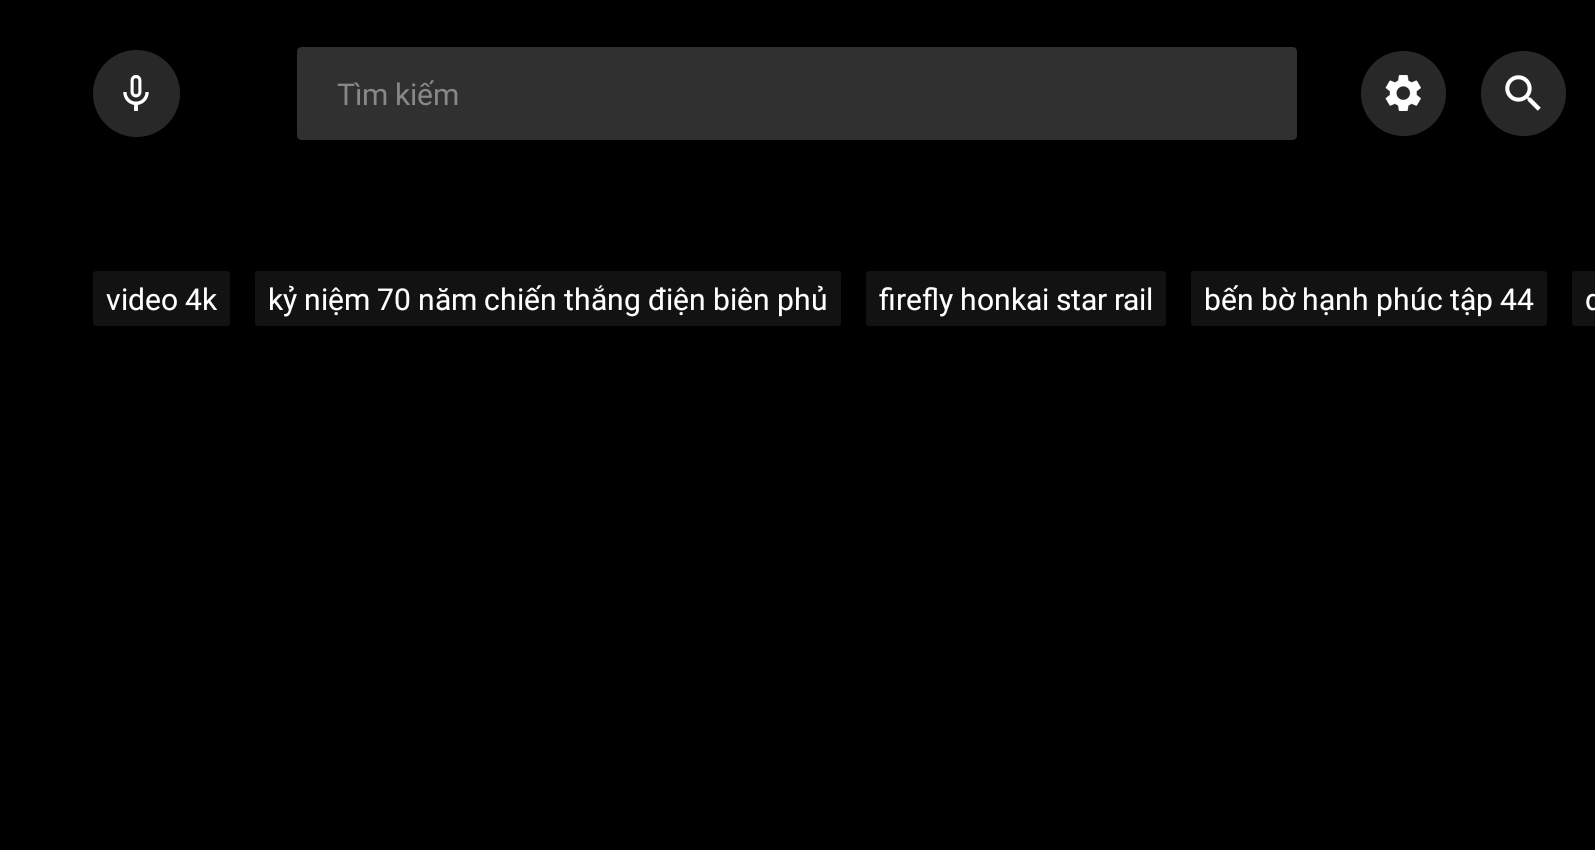 Tìm kiếm
video 4k kỷ niệm 70 năm chiến thắng điện biên phủ firefly honkai star rail bến bờ hạnh phúc tập 44